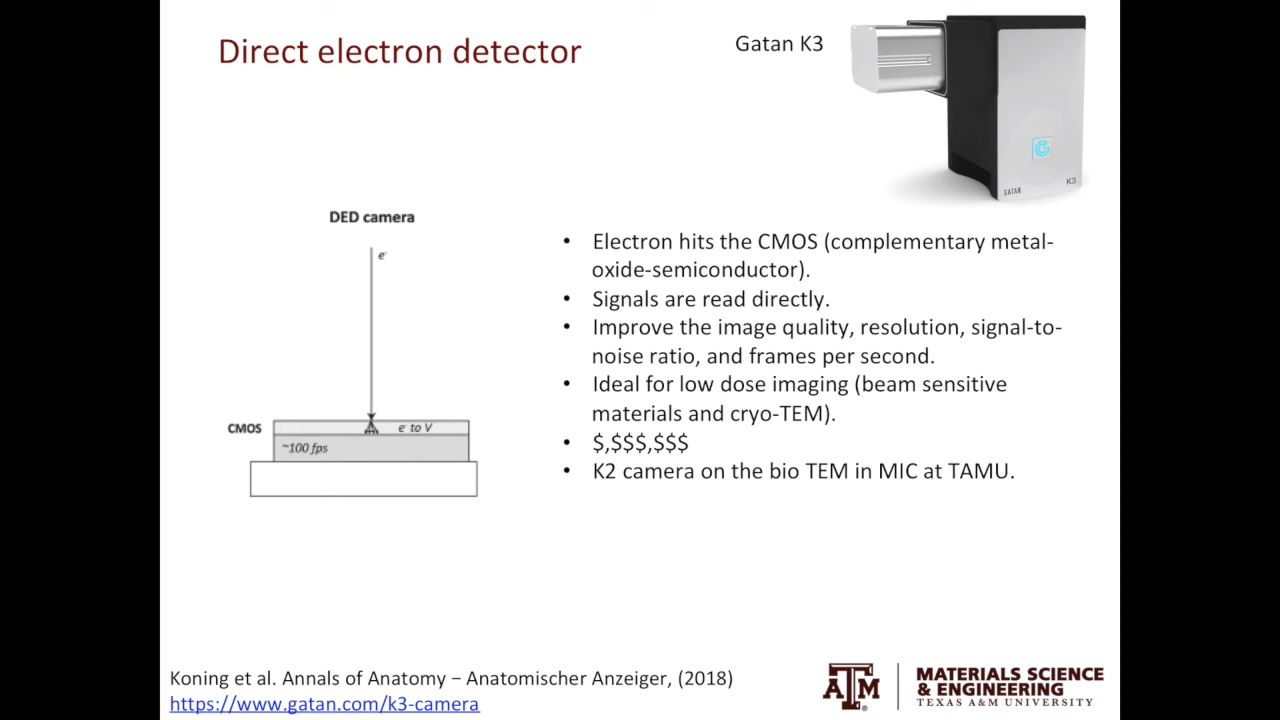 Direct electron detector
Gatan K3
GATAN
K3
DED camera
e-
CMOS
e- to V
~100 fps
• Electron hits the CMOS (complementary metal-
oxide-semiconductor).
• Signals are read directly.
• Improve the image quality, resolution, signal-to-
noise ratio, and frames per second.
• Ideal for low dose imaging (beam sensitive
materials and cryo-TEM).
• $,$$$,$$$
• K2 camera on the bio TEM in MIC at TAMU.
Koning et al. Annals of Anatomy − Anatomischer Anzeiger, (2018)
https://www.gatan.com/k3-camera
ATM®
MATERIALS SCIENCE
& ENGINEERING
TEXAS A&M UNIVERSITY